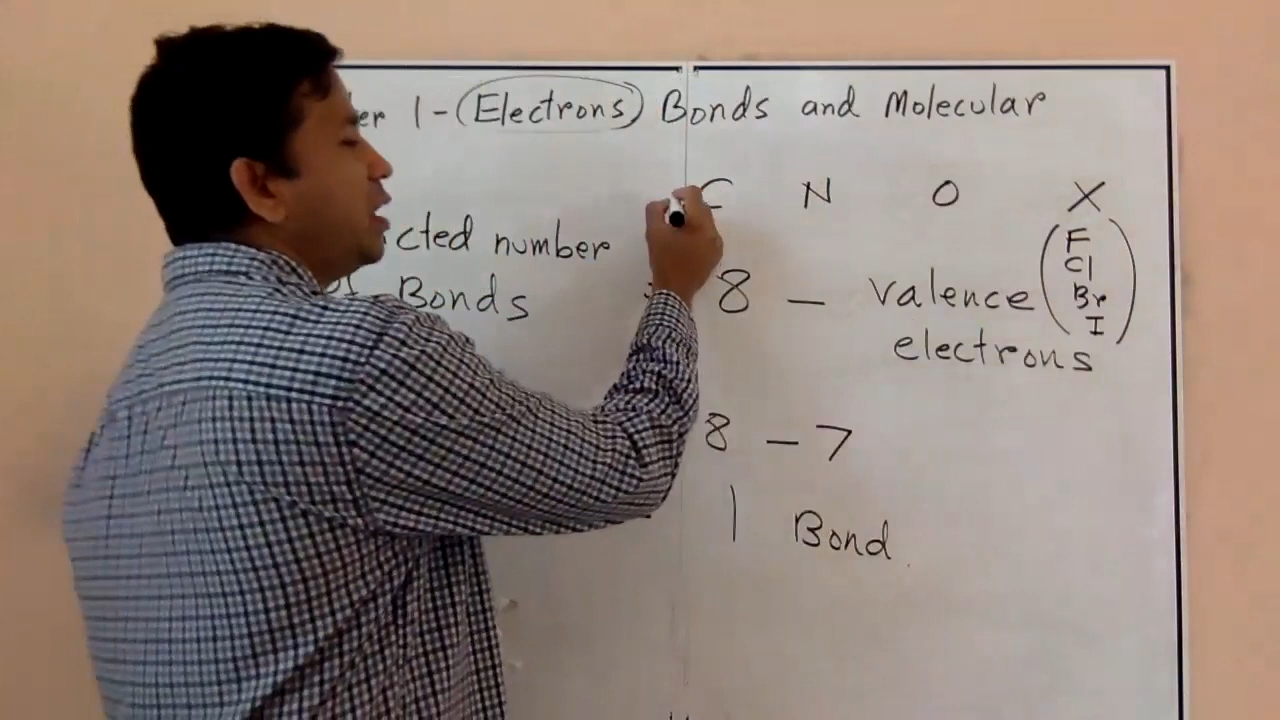 er 1 - (Electrons) Bonds and Molecular
C N O X
cted number
of Bonds
8 - valence electrons
(F
Cl
Br
I)
8 - 7
1 Bond